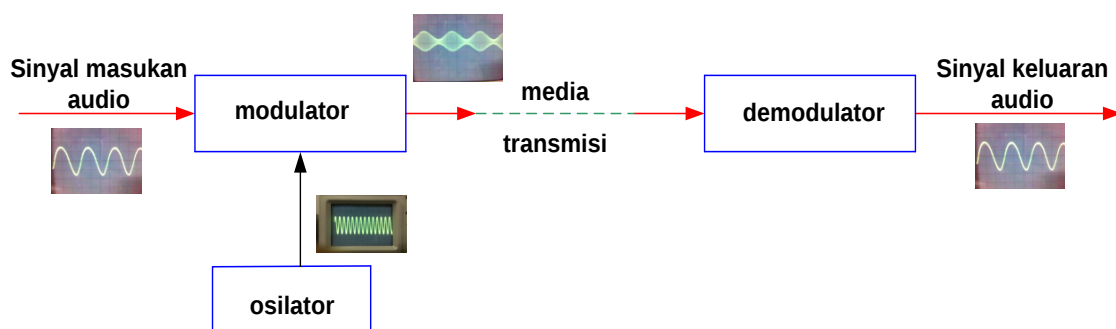 Sinyal masukan
audio
modulator
media
transmisi
demodulator
Sinyal keluaran
audio
osilator